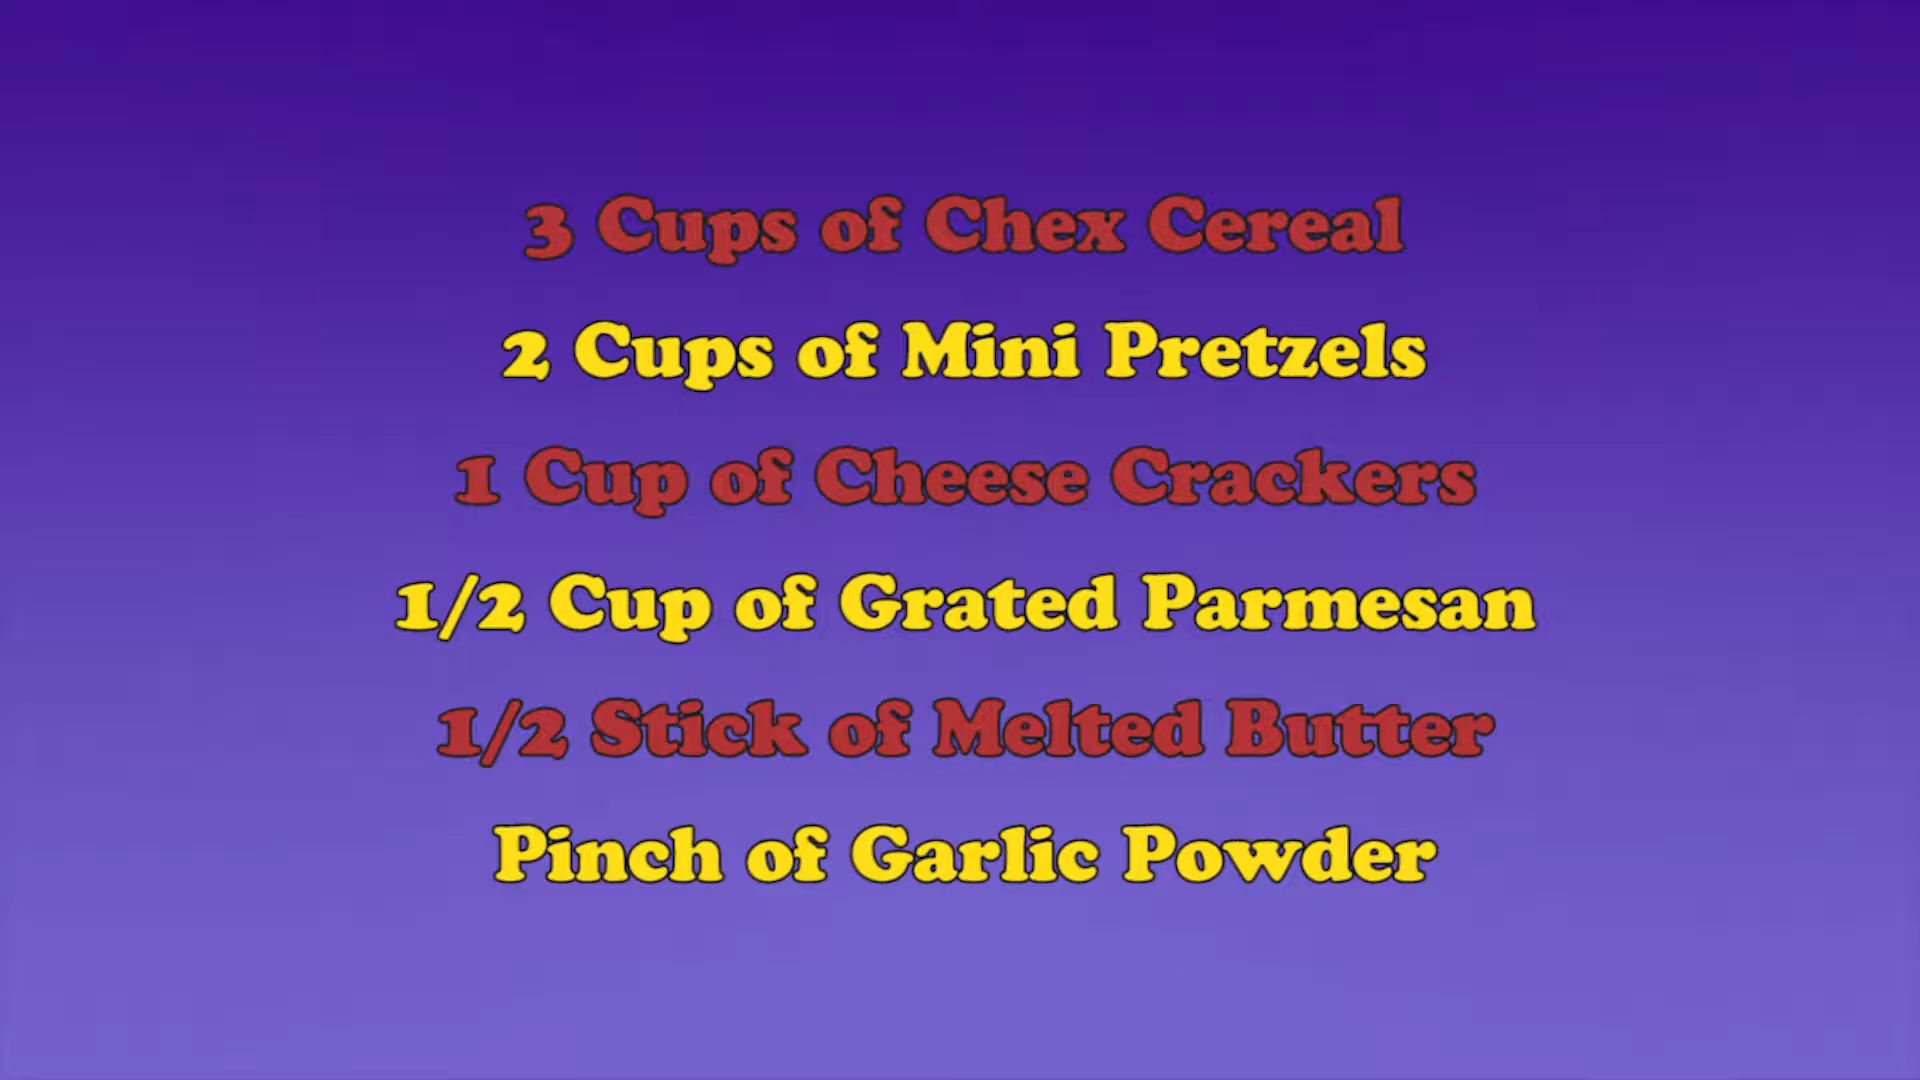 3 Cups of Chex Cereal
2 Cups of Mini Pretzels
1 Cup of Cheese Crackers
1/2 Cup of Grated Parmesan
1/2 Stick of Melted Butter
Pinch of Garlic Powder